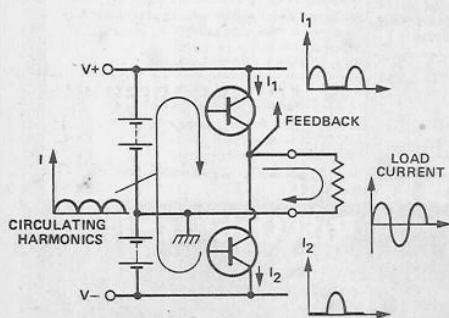 V+
I1
I1
FEEDBACK
LOAD
CURRENT
I
CIRCULATING
HARMONICS
I2
I2
V−